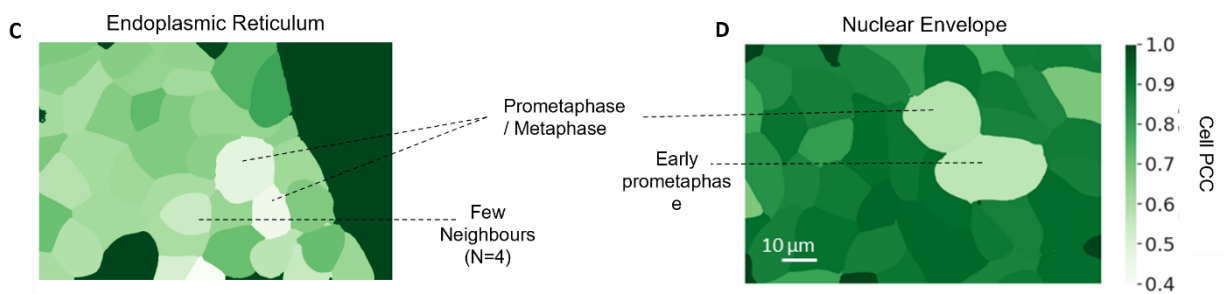 C
Endoplasmic Reticulum
D
Nuclear Envelope
Prometaphase
/ Metaphase
Early
prometaphas
e
Few
Neighbours
(N=4)
10 μm
1.0
0.9
0.8
0.7
0.6
0.5
0.4
Cell PCC